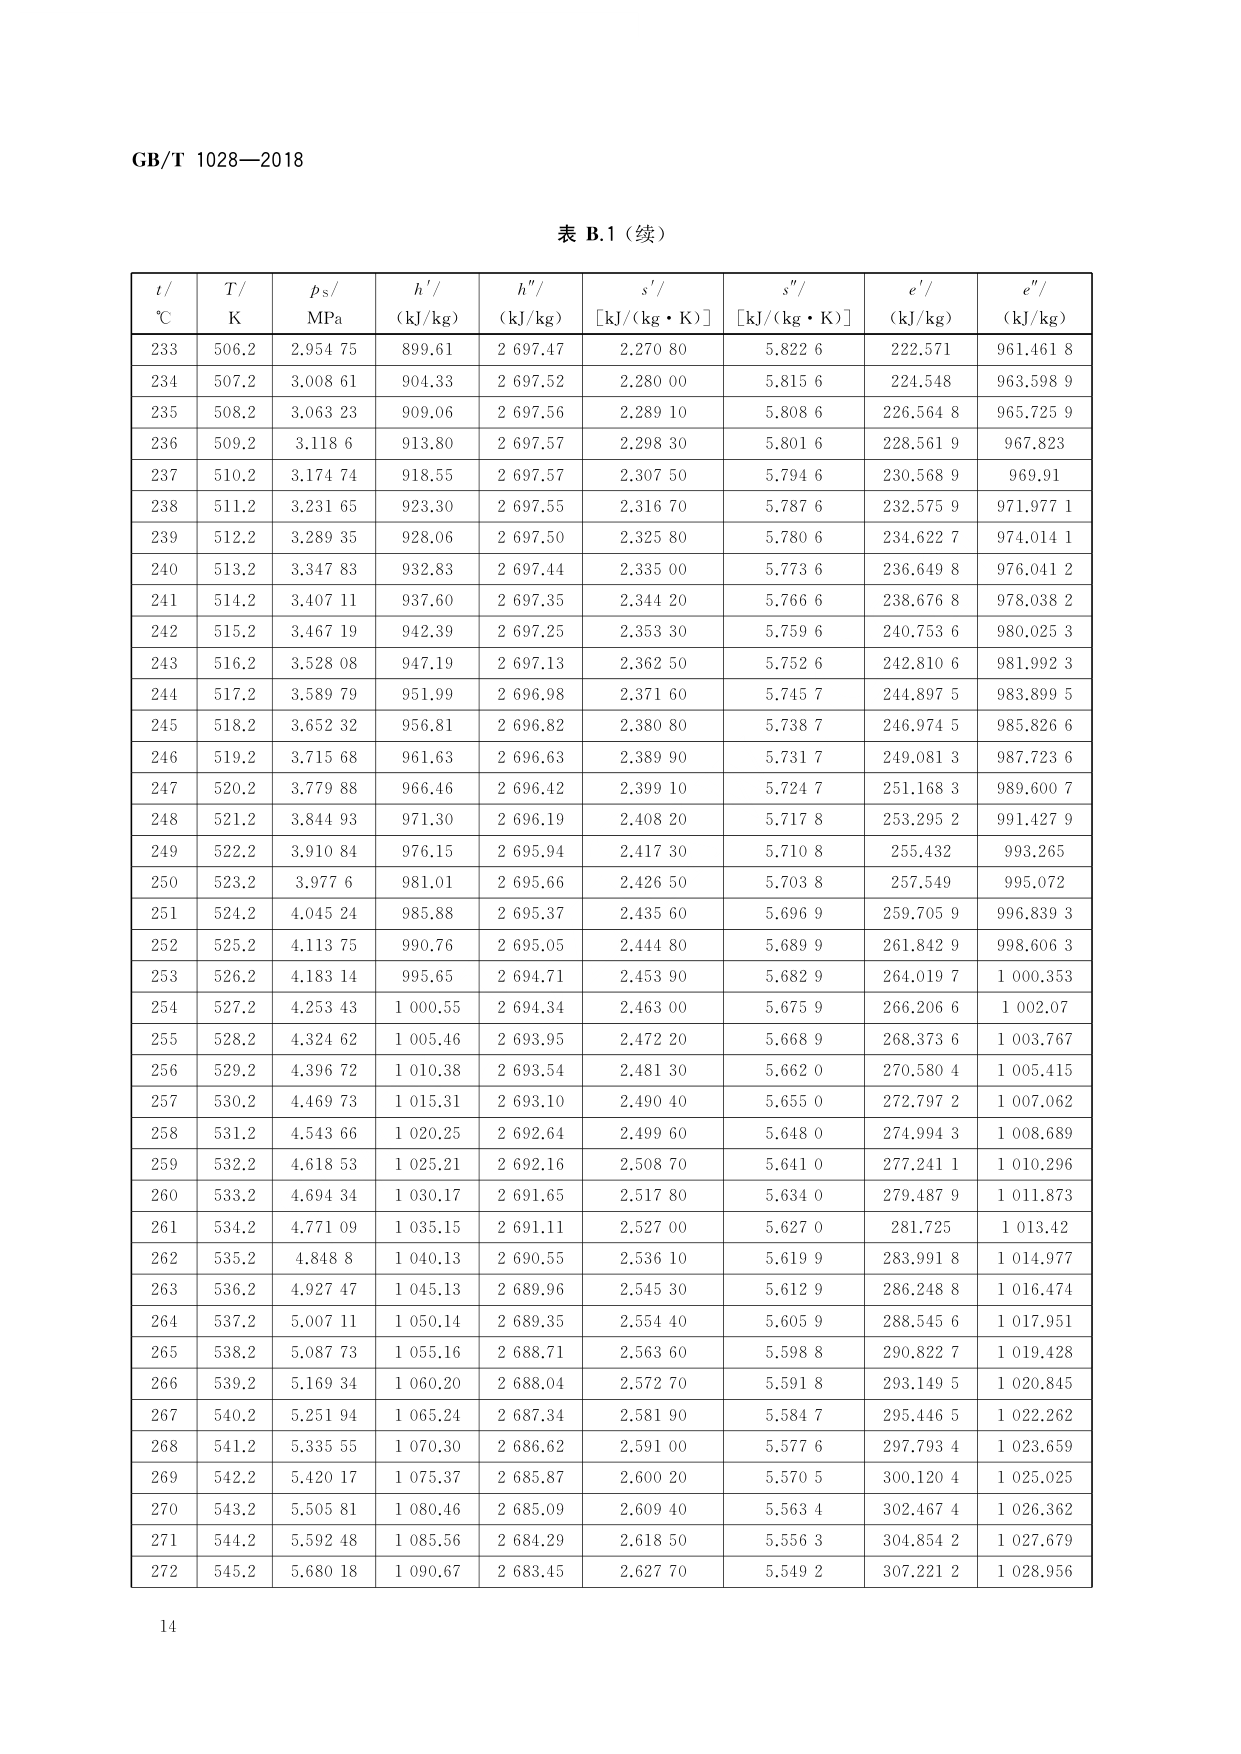 GB/T 1028—2018
表 B.1（续）
t/ T/ pS/ h′/ h″/ s′/ s″/ e′/ e″/
℃ K MPa (kJ/kg) (kJ/kg) [kJ/(kg·K)] [kJ/(kg·K)] (kJ/kg) (kJ/kg)
233 506.2 2.954 75 899.61 2 697.47 2.270 80 5.822 6 222.571 961.461 8
234 507.2 3.008 61 904.33 2 697.52 2.280 00 5.815 6 224.548 963.598 9
235 508.2 3.063 23 909.06 2 697.56 2.289 10 5.808 6 226.564 8 965.725 9
236 509.2 3.118 6 913.80 2 697.57 2.298 30 5.801 6 228.561 9 967.823
237 510.2 3.174 74 918.55 2 697.57 2.307 50 5.794 6 230.568 9 969.91
238 511.2 3.231 65 923.30 2 697.55 2.316 70 5.787 6 232.575 9 971.977 1
239 512.2 3.289 35 928.06 2 697.50 2.325 80 5.780 6 234.622 7 974.014 1
240 513.2 3.347 83 932.83 2 697.44 2.335 00 5.773 6 236.649 8 976.041 2
241 514.2 3.407 11 937.60 2 697.35 2.344 20 5.766 6 238.676 8 978.038 2
242 515.2 3.467 19 942.39 2 697.25 2.353 30 5.759 6 240.753 6 980.025 3
243 516.2 3.528 08 947.19 2 697.13 2.362 50 5.752 6 242.810 6 981.992 3
244 517.2 3.589 79 951.99 2 696.98 2.371 60 5.745 7 244.897 5 983.899 5
245 518.2 3.652 32 956.81 2 696.82 2.380 80 5.738 7 246.974 5 985.826 6
246 519.2 3.715 68 961.63 2 696.63 2.389 90 5.731 7 249.081 3 987.723 6
247 520.2 3.779 88 966.46 2 696.42 2.399 10 5.724 7 251.168 3 989.600 7
248 521.2 3.844 93 971.30 2 696.19 2.408 20 5.717 8 253.295 2 991.427 9
249 522.2 3.910 84 976.15 2 695.94 2.417 30 5.710 8 255.432 993.265
250 523.2 3.977 6 981.01 2 695.66 2.426 50 5.703 8 257.549 995.072
251 524.2 4.045 24 985.88 2 695.37 2.435 60 5.696 9 259.705 9 996.839 3
252 525.2 4.113 75 990.76 2 695.05 2.444 80 5.689 9 261.842 9 998.606 3
253 526.2 4.183 14 995.65 2 694.71 2.453 90 5.682 9 264.019 7 1 000.353
254 527.2 4.253 43 1 000.55 2 694.34 2.463 00 5.675 9 266.206 6 1 002.07
255 528.2 4.324 62 1 005.46 2 693.95 2.472 20 5.668 9 268.373 6 1 003.767
256 529.2 4.396 72 1 010.38 2 693.54 2.481 30 5.662 0 270.580 4 1 005.415
257 530.2 4.469 73 1 015.31 2 693.10 2.490 40 5.655 0 272.797 2 1 007.062
258 531.2 4.543 66 1 020.25 2 692.64 2.499 60 5.648 0 274.994 3 1 008.689
259 532.2 4.618 53 1 025.21 2 692.16 2.508 70 5.641 0 277.241 1 1 010.296
260 533.2 4.694 34 1 030.17 2 691.65 2.517 80 5.634 0 279.487 9 1 011.873
261 534.2 4.771 09 1 035.15 2 691.11 2.527 00 5.627 0 281.725 1 013.42
262 535.2 4.848 8 1 040.13 2 690.55 2.536 10 5.619 9 283.991 8 1 014.977
263 536.2 4.927 47 1 045.13 2 689.96 2.545 30 5.612 9 286.248 8 1 016.474
264 537.2 5.007 11 1 050.14 2 689.35 2.554 40 5.605 9 288.545 6 1 017.951
265 538.2 5.087 73 1 055.16 2 688.71 2.563 60 5.598 8 290.822 7 1 019.428
266 539.2 5.169 34 1 060.20 2 688.04 2.572 70 5.591 8 293.149 5 1 020.845
267 540.2 5.251 94 1 065.24 2 687.34 2.581 90 5.584 7 295.446 5 1 022.262
268 541.2 5.335 55 1 070.30 2 686.62 2.591 00 5.577 6 297.793 4 1 023.659
269 542.2 5.420 17 1 075.37 2 685.87 2.600 20 5.570 5 300.120 4 1 025.025
270 543.2 5.505 81 1 080.46 2 685.09 2.609 40 5.563 4 302.467 4 1 026.362
271 544.2 5.592 48 1 085.56 2 684.29 2.618 50 5.556 3 304.854 2 1 027.679
272 545.2 5.680 18 1 090.67 2 683.45 2.627 70 5.549 2 307.221 2 1 028.956
14